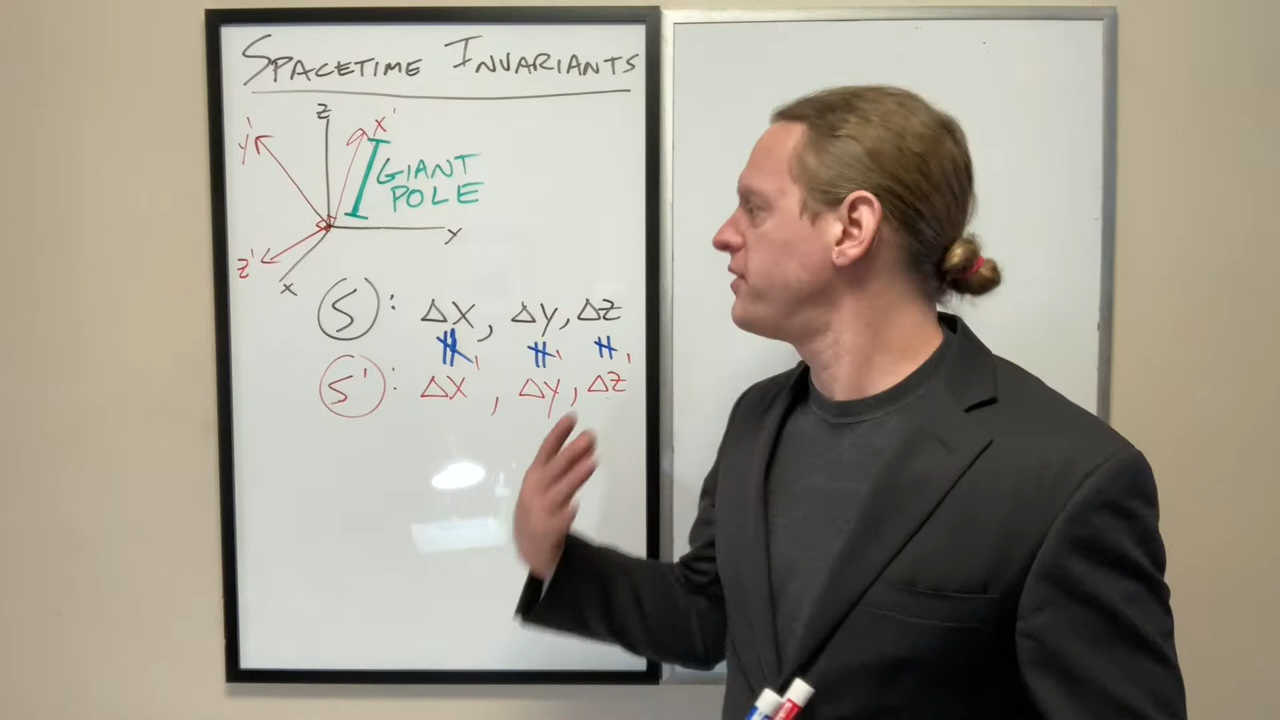 SPACETIME INVARIANTS
Z
X'
Y'
GIANT
POLE
Y
Z'
X
S : ΔX, ΔY, ΔZ
≠ ≠ ≠
S' : ΔX', ΔY', ΔZ'